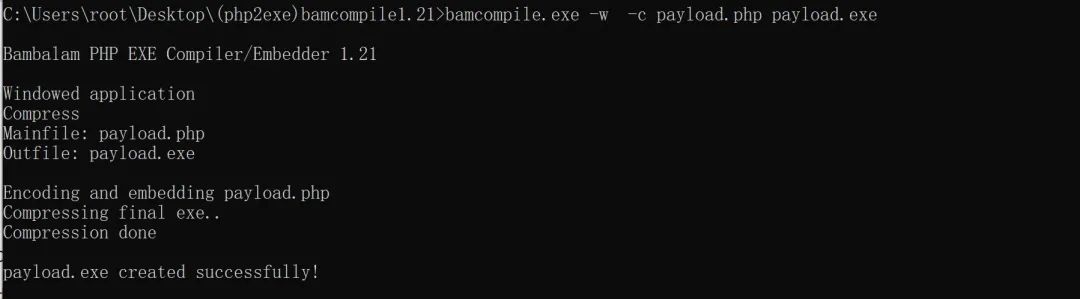 C:\Users\root\Desktop\(php2exe)bamcompile1.21>bamcompile.exe -w  -c payload.php payload.exe
Bambalam PHP EXE Compiler/Embedder 1.21
Windowed application
Compress
Mainfile: payload.php
Outfile: payload.exe
Encoding and embedding payload.php
Compressing final exe..
Compression done
payload.exe created successfully!